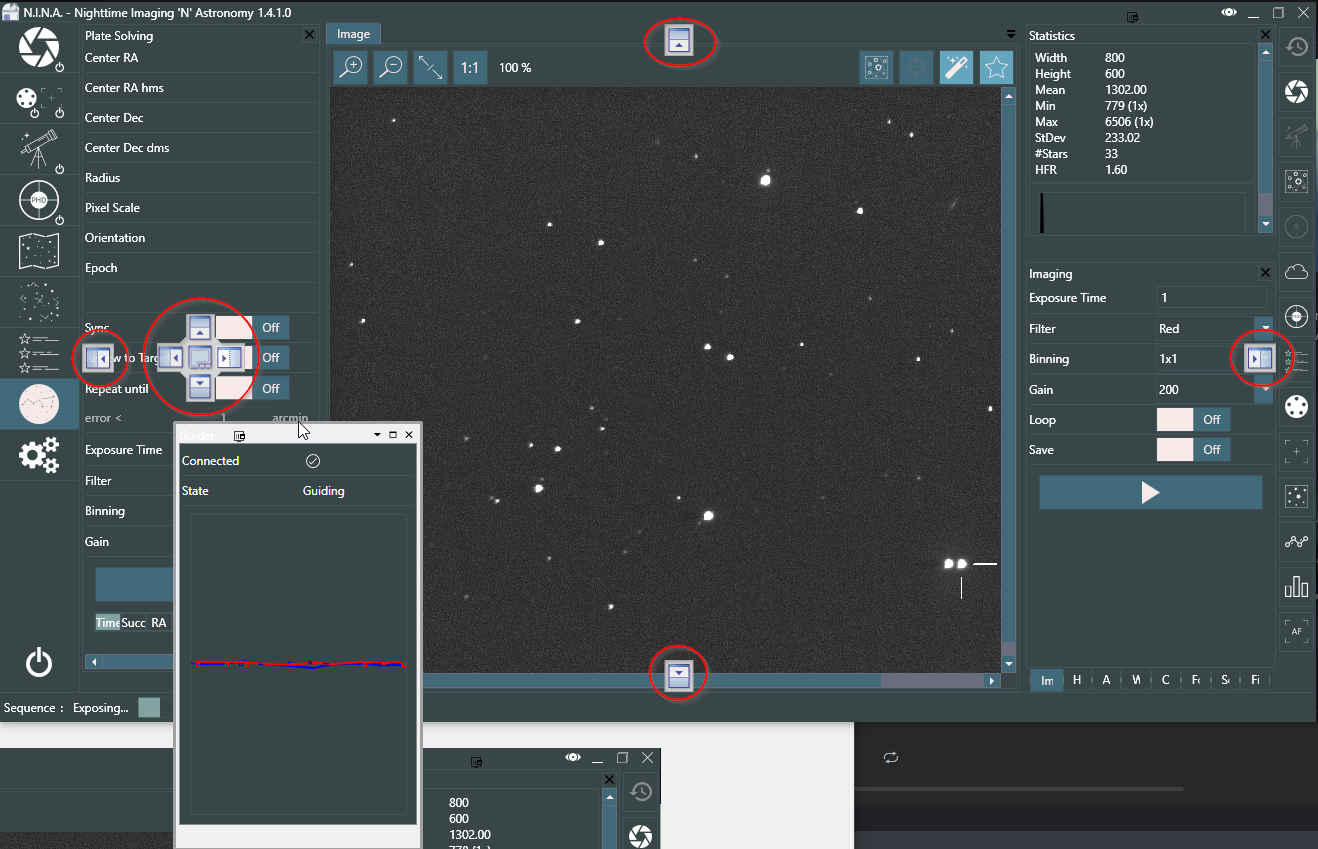 N.I.N.A. - Nighttime Imaging 'N' Astronomy 1.4.1.0
Plate Solving
Center RA
Center RA hms
Center Dec
Center Dec dms
Radius
Pixel Scale
Orientation
Epoch
Sync
Off
w to Targ
Off
Repeat until
Off
error <
1
arcmin
Exposure Time
Filter
Binning
Gain
Time Succ RA
PHD
Sequence : Exposing...
Guider
Connected
State
Guiding
Image
1:1
100 %
Statistics
Width 800
Height 600
Mean 1302.00
Min 779 (1x)
Max 6506 (1x)
StDev 233.02
#Stars 33
HFR 1.60
Imaging
Exposure Time 1
Filter Red
Binning 1x1
Gain 200
Loop Off
Save Off
Im H A W C Fo Se Fi
PHD
AF
800
600
1302.00